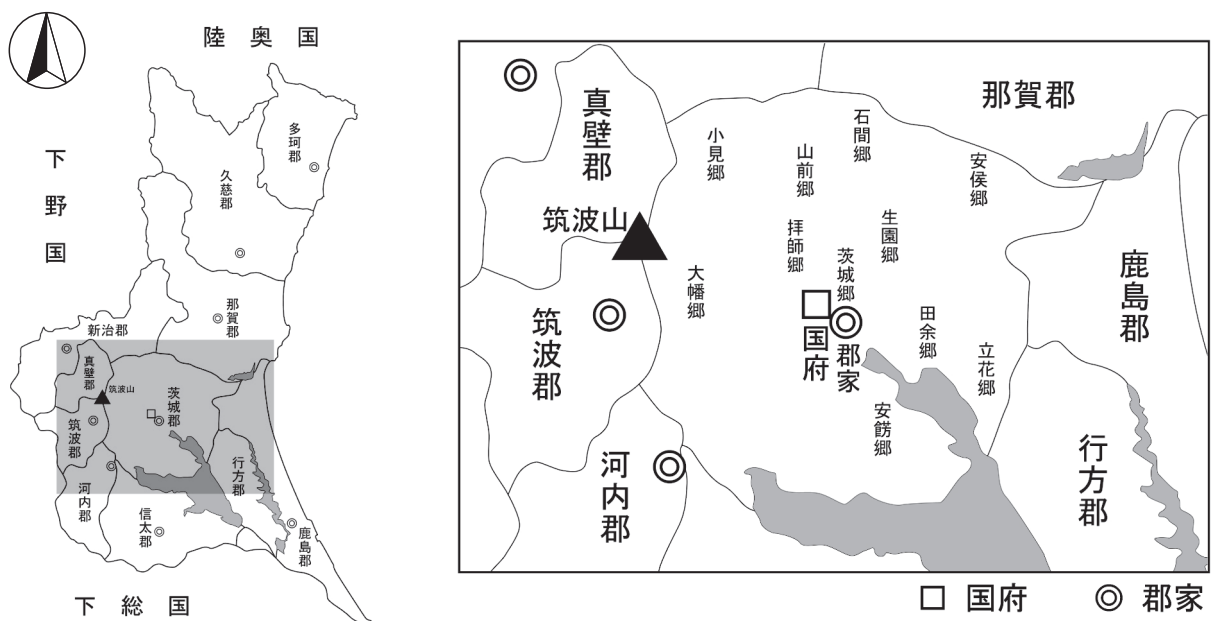 陸奥国
下野国
下総国
多珂郡
久慈郡
那賀郡
新治郡
真壁郡
筑波山
茨城郡
筑波郡
行方郡
河内郡
信太郡
鹿島郡
那賀郡
真壁郡
小見郷
山前郷
石間郷
安侯郷
筑波山
拝師郷
生園郷
大幡郷
茨城郷
鹿島郡
筑波郡
国府
郡家
田余郷
立花郷
安餝郷
河内郡
行方郡
国府
郡家